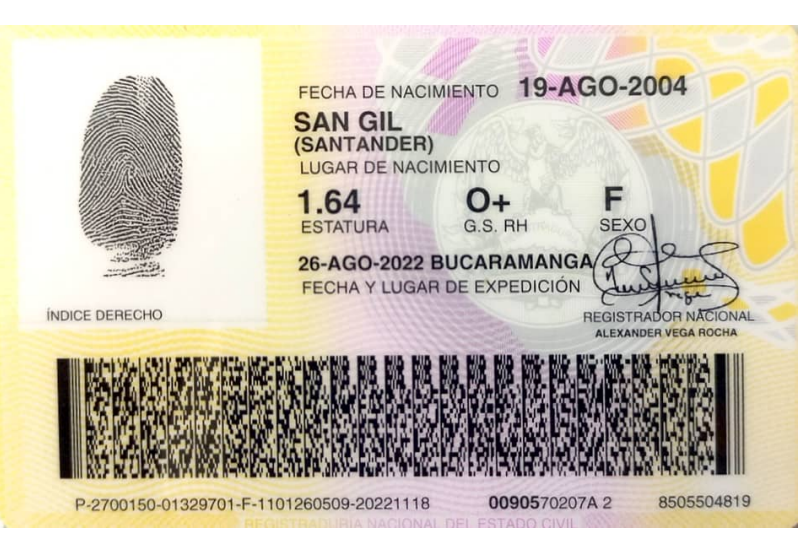 FECHA DE NACIMIENTO 19-AGO-2004
SAN GIL
(SANTANDER)
LUGAR DE NACIMIENTO
1.64 O+ F
ESTATURA G.S. RH SEXO
26-AGO-2022 BUCARAMANGA
FECHA Y LUGAR DE EXPEDICIÓN
ÍNDICE DERECHO
REGISTRADOR NACIONAL
ALEXANDER VEGA ROCHA
P-2700150-01329701-F-1101260509-20221118 0090570207A 2 8505504819
REGISTRADURÍA NACIONAL DEL ESTADO CIVIL